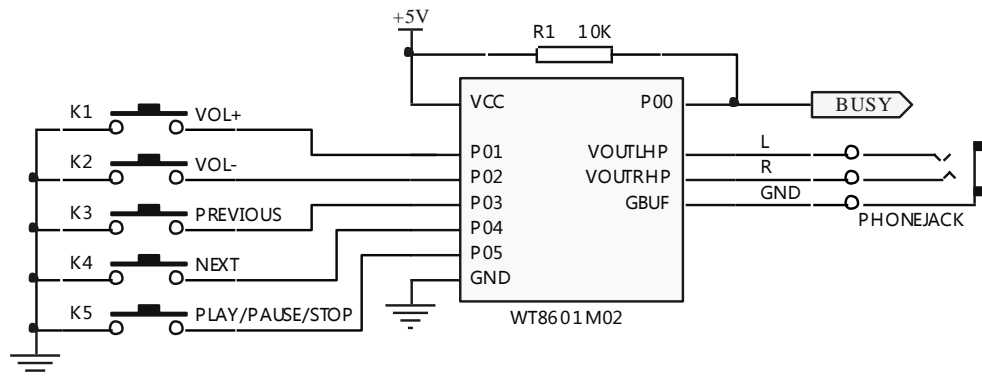 +5V
R1 10K
VCC P00 BUSY
K1 VOL+
P01 VOUTLHP L
K2 VOL-
P02 VOUTRHP R
K3 PREVIOUS
P03 GBUF GND
PHONEJACK
P04
K4 NEXT
P05
GND
K5 PLAY/PAUSE/STOP
WT8601M02